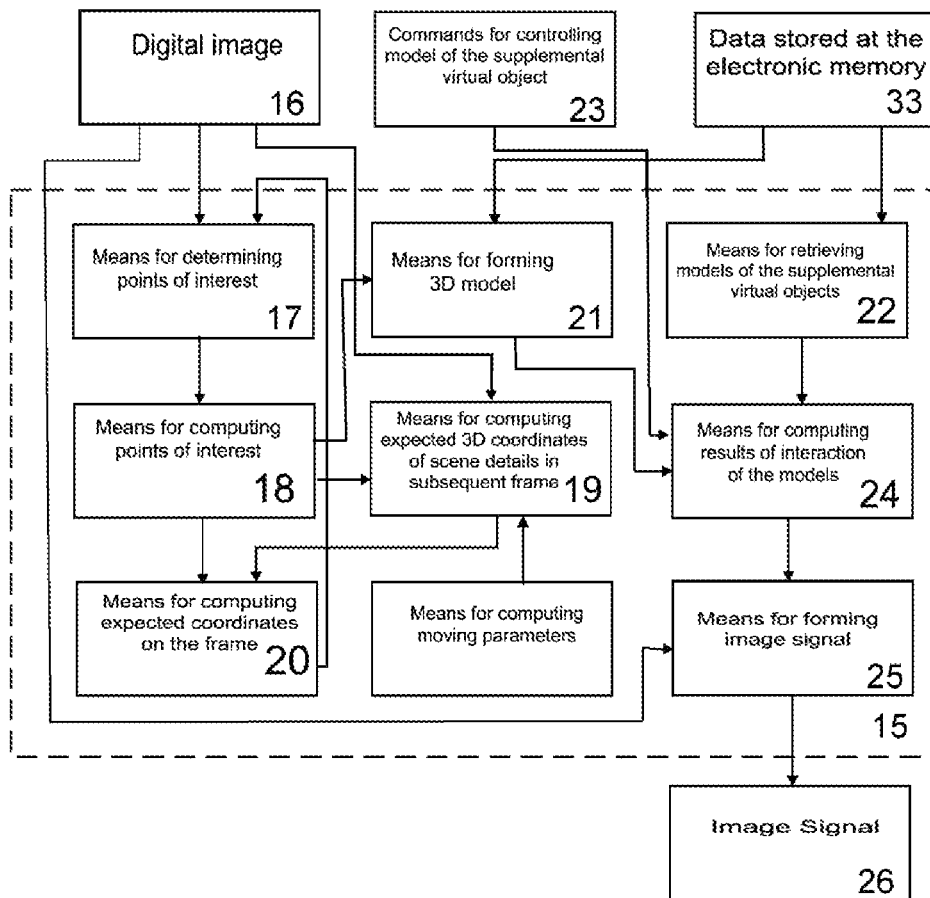 Digital image
16
Commands for controlling
model of the supplemental
virtual object
23
Data stored at the
electronic memory
33
Means for determining
points of interest
17
Means for forming
3D model
21
Means for retrieving
models of the supplemental
virtual objects
22
Means for computing
points of interest
18
Means for computing
expected 3D coordinates
of scene details in
subsequent frame
19
Means for computing
results of interaction
of the models
24
Means for computing
expected coordinates
on the frame
20
Means for computing
moving parameters
Means for forming
image signal
25
15
Image Signal
26